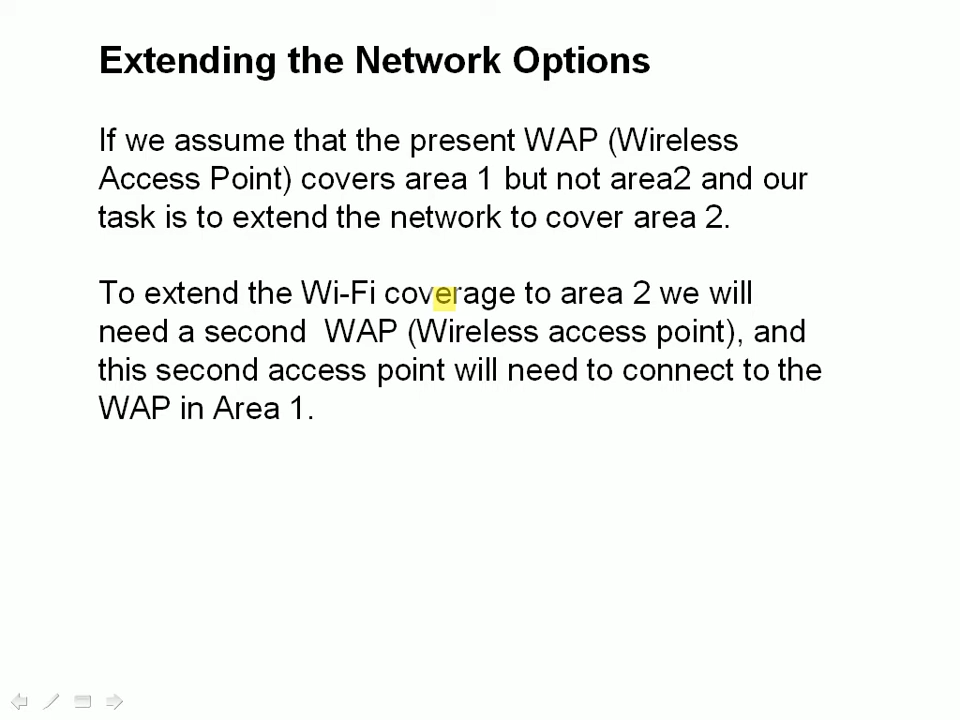 Extending the Network Options
If we assume that the present WAP (Wireless
Access Point) covers area 1 but not area2 and our
task is to extend the network to cover area 2.
To extend the Wi-Fi coverage to area 2 we will
need a second  WAP (Wireless access point), and
this second access point will need to connect to the
WAP in Area 1.